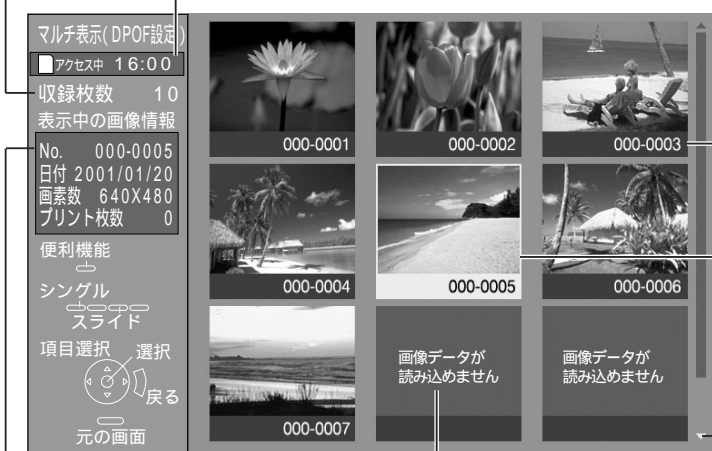 マルチ表示(DPOF設定)
アクセス中 16:00
収録枚数 10
表示中の画像情報
No. 000-0005
日付 2001/01/20
画素数 640X480
プリント枚数 0
便利機能
シングル
スライド
項目選択 選択
戻る
元の画面
000-0001
000-0002
000-0003
000-0004
000-0005
000-0006
000-0007
画像データが
読み込めません
画像データが
読み込めません